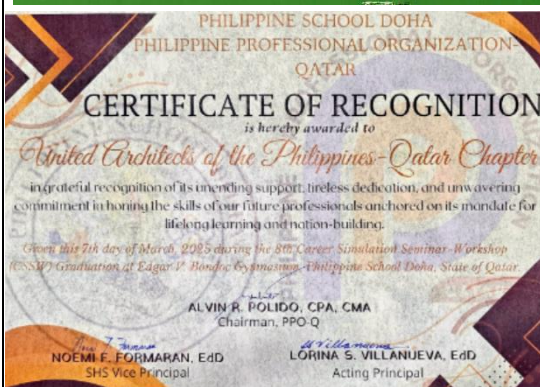 PHILIPPINE SCHOOL DOHA
PHILIPPINE PROFESSIONAL ORGANIZATION-
QATAR
CERTIFICATE OF RECOGNITION
is hereby awarded to
United Architects of the Philippines-Qatar Chapter
in grateful recognition of its unending support, tireless dedication, and unwavering
commitment in honing the skills of our future professionals anchored on its mandate for
lifelong learning and nation-building.
Given this 7th day of March, 2025 during the 8th Career Simulation Seminar-Workshop
(CSSW) Graduation at Edgar V. Bondoc Gymnasium, Philippine School Doha, State of Qatar.
ALVIN R. POLIDO, CPA, CMA
Chairman, PPO-Q
NOEMI F. FORMARAN, EdD
SHS Vice Principal
LORINA S. VILLANUEVA, EdD
Acting Principal